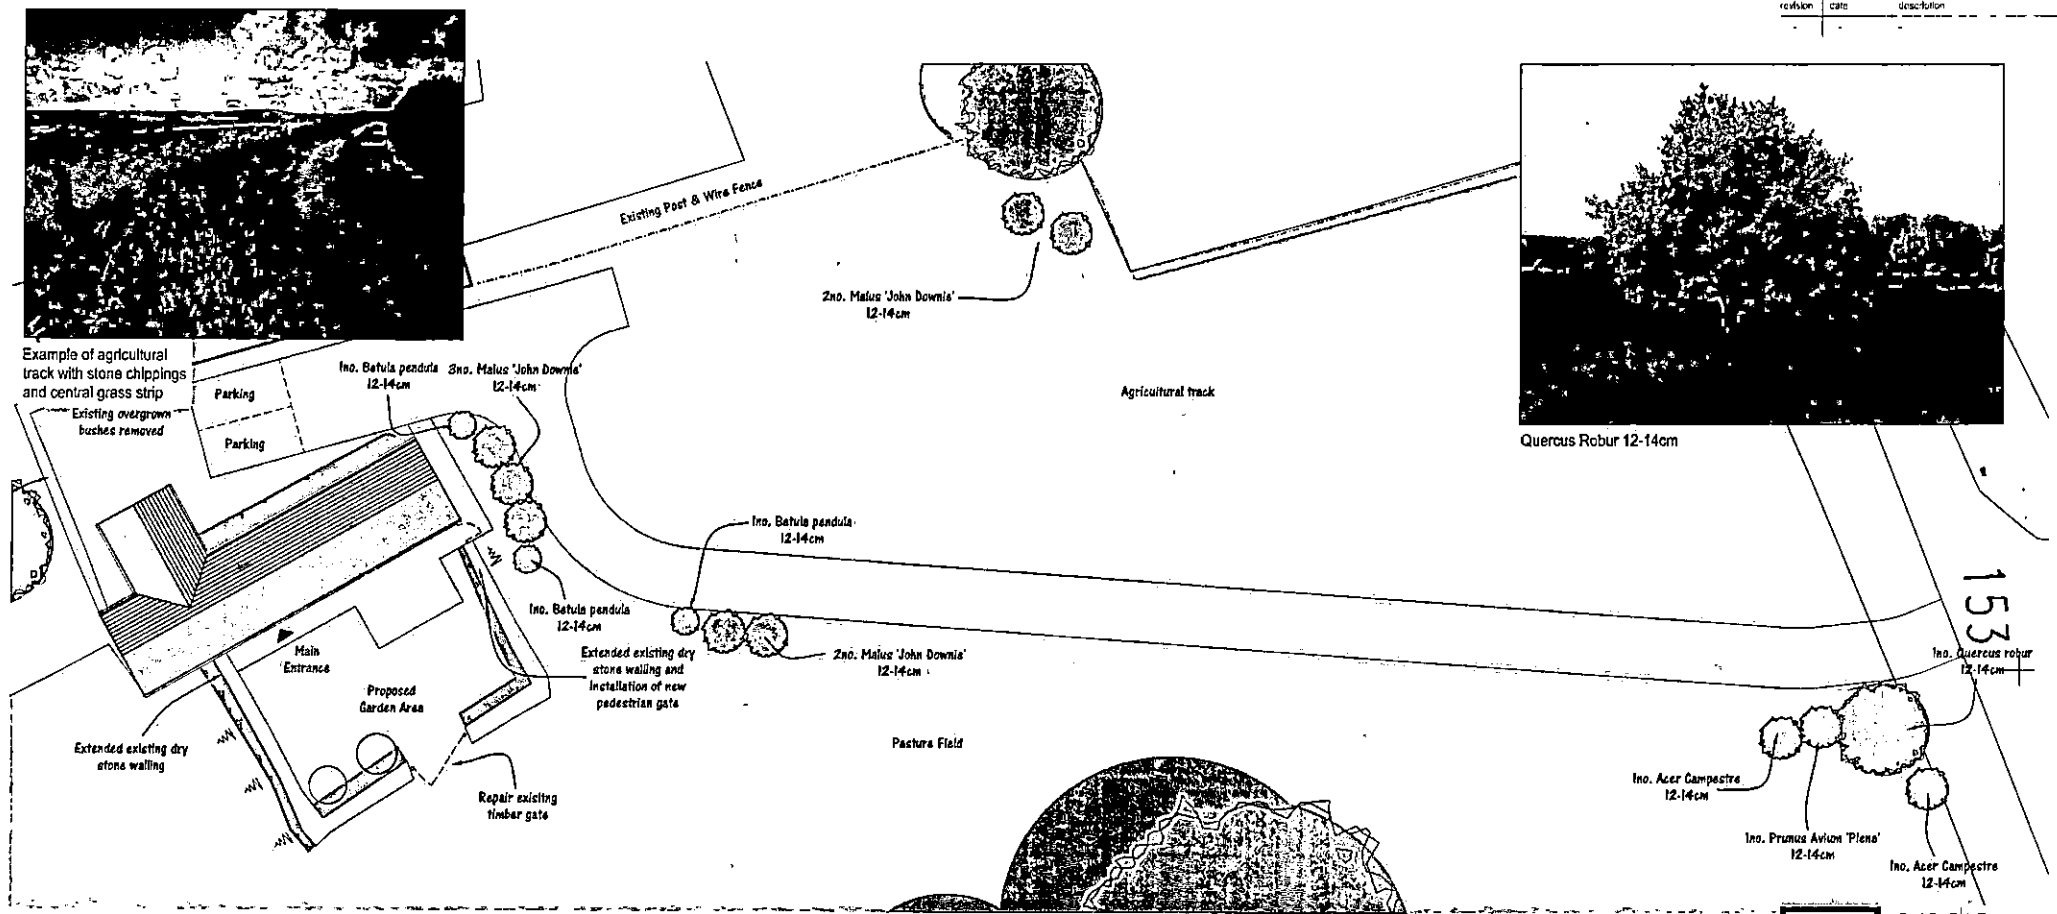 revision date description
Existing Post & Wire Fence
2no. Malus 'John Downie'
12-14cm
Example of agricultural
track with stone chippings
and central grass strip
Existing overgrown
bushes removed
Parking
Parking
1no. Betula pendula
12-14cm
3no. Malus 'John Downie'
12-14cm
Agricultural track
Quercus Robur 12-14cm
1no. Betula pendula
12-14cm
1no. Betula pendula
12-14cm
153
1no. Quercus robur
12-14cm
Main
Entrance
Extended existing dry
stone walling and
installation of new
pedestrian gate
2no. Malus 'John Downie'
12-14cm
Proposed
Garden Area
Extended existing dry
stone walling
Pasture Field
Repair existing
timber gate
1no. Acer Campestre
12-14cm
1no. Prunus Avium 'Plena'
12-14cm
1no. Acer Campestre
12-14cm